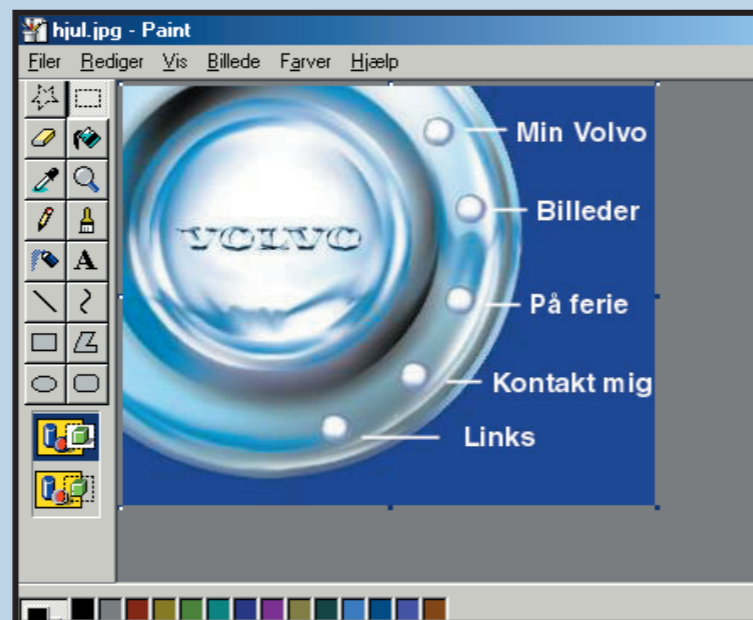 hjul.jpg - Paint
Filer Rediger Vis Billede Farver Hjælp
Min Volvo
Billeder
VOLVO
På ferie
Kontakt mig
Links
A